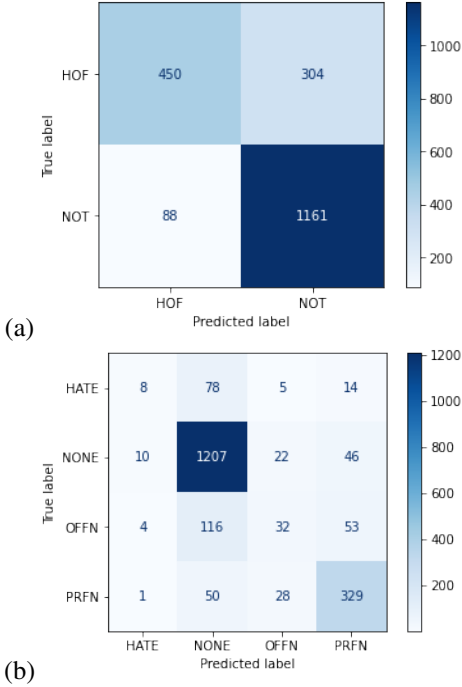 1000
HOF 450 304
800
True label
600
NOT 88 1161
400
200
HOF NOT
Predicted label
(a)
1200
HATE 8 78 5 14
1000
NONE 10 1207 22 46
800
True label
600
OFFN 4 116 32 53
400
PRFN 1 50 28 329
200
HATE NONE OFFN PRFN
Predicted label
(b)